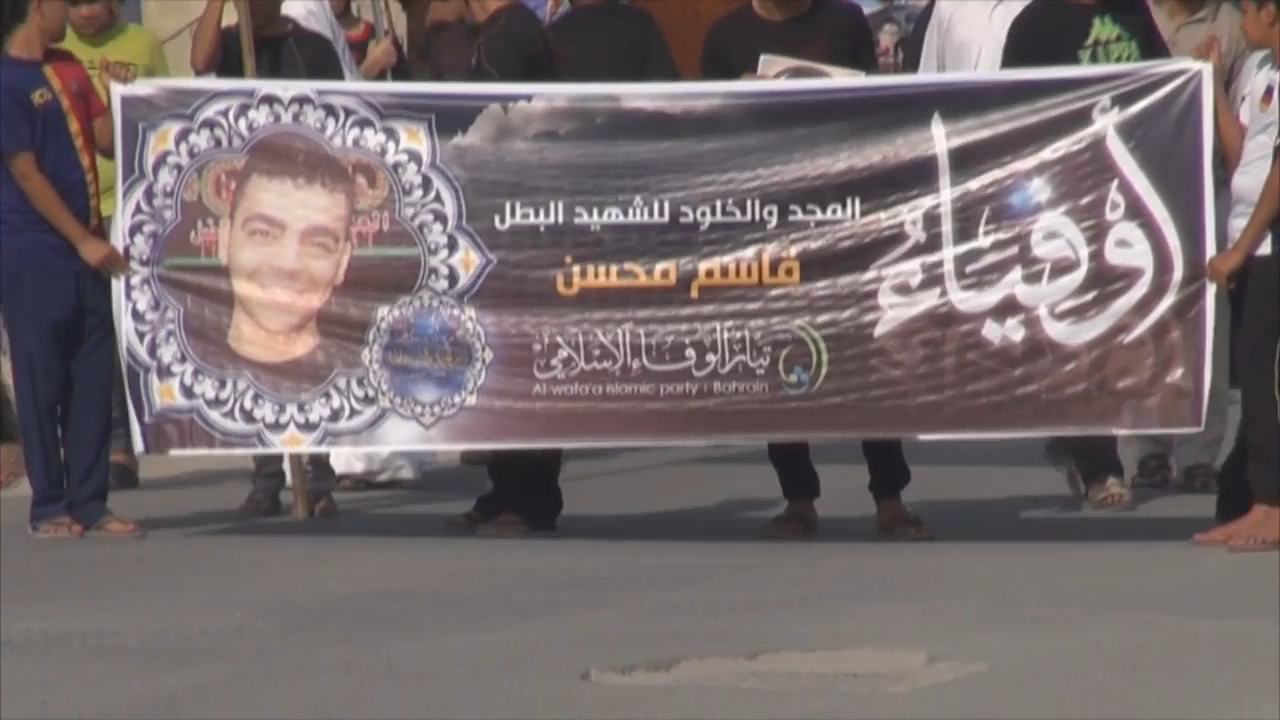 أوفياءُ
المجد والخلود للشهيد البطل
قاسم محسن
تيار الوفاء الإسلامي
Al-wafa'a islamic party : Bahrain